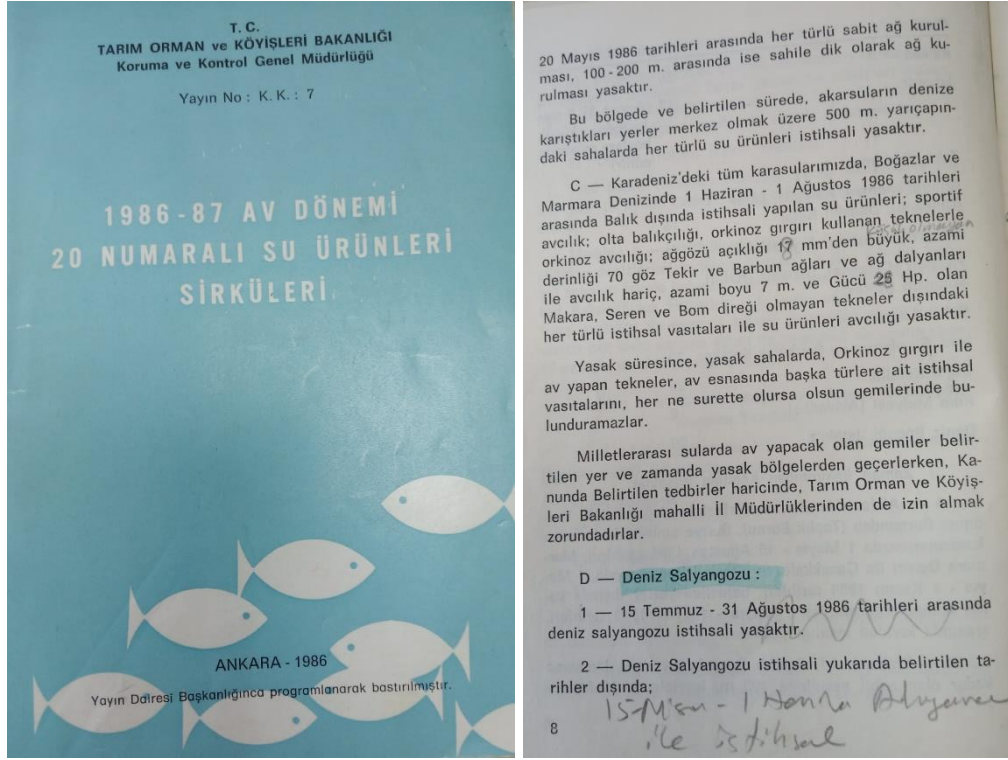 T. C.
TARIM ORMAN ve KÖYİŞLERİ BAKANLIĞI
Koruma ve Kontrol Genel Müdürlüğü
Yayın No : K. K. : 7
1986-87 AV DÖNEMİ
20 NUMARALI SU ÜRÜNLERİ
SİRKÜLERİ
ANKARA - 1986
Yayın Dairesi Başkanlığınca programlanarak bastırılmıştır.
20 Mayıs 1986 tarihleri arasında her türlü sabit ağ kurul-
ması, 100-200 m. arasında ise sahile dik olarak ağ ku-
rulması yasaktır.
Bu bölgede ve belirtilen sürede, akarsuların denize
karıştıkları yerler merkez olmak üzere 500 m. yarıçapın-
daki sahalarda her türlü su ürünleri istihsali yasaktır.
C — Karadeniz'deki tüm karasularımızda, Boğazlar ve
Marmara Denizinde 1 Haziran - 1 Ağustos 1986 tarihleri
arasında Balık dışında istihsali yapılan su ürünleri; sportif
avcılık; olta balıkçılığı, orkinoz gırgırı kullanan teknelerle
olmayan
orkinoz avcılığı; ağgözü açıklığı mm'den büyük, azami
derinliği 70 göz Tekir ve Barbun ağları ve ağ dalyanları
ile avcılık hariç, azami boyu 7 m. ve Gücü Hp. olan
Makara, Seren ve Bom direği olmayan tekneler dışındaki
her türlü istihsal vasıtaları ile su ürünleri avcılığı yasaktır.
Yasak süresince, yasak sahalarda, Orkinoz gırgırı ile
av yapan tekneler, av esnasında başka türlere ait istihsal
vasıtalarını, her ne surette olursa olsun gemilerinde bu-
lunduramazlar.
Milletlerarası sularda av yapacak olan gemiler belir-
tilen yer ve zamanda yasak bölgelerden geçerlerken, Ka-
nunda Belirtilen tedbirler haricinde, Tarım Orman ve Köyiş-
leri Bakanlığı mahalli İl Müdürlüklerinden de izin almak
zorundadırlar.
D — Deniz Salyangozu :
1 — 15 Temmuz - 31 Ağustos 1986 tarihleri arasında
deniz salyangozu istihsali yasaktır.
2 — Deniz Salyangozu istihsali yukarıda belirtilen ta-
rihler dışında;
15 - 1
ile istihsal
8